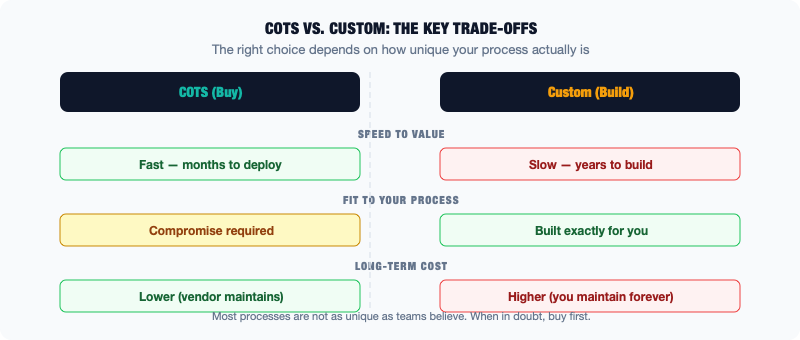 COTS VS. CUSTOM: THE KEY TRADE-OFFS
The right choice depends on how unique your process actually is
COTS (Buy)
Custom (Build)
SPEED TO VALUE
Fast — months to deploy
Slow — years to build
FIT TO YOUR PROCESS
Compromise required
Built exactly for you
LONG-TERM COST
Lower (vendor maintains)
Higher (you maintain forever)
Most processes are not as unique as teams believe. When in doubt, buy first.